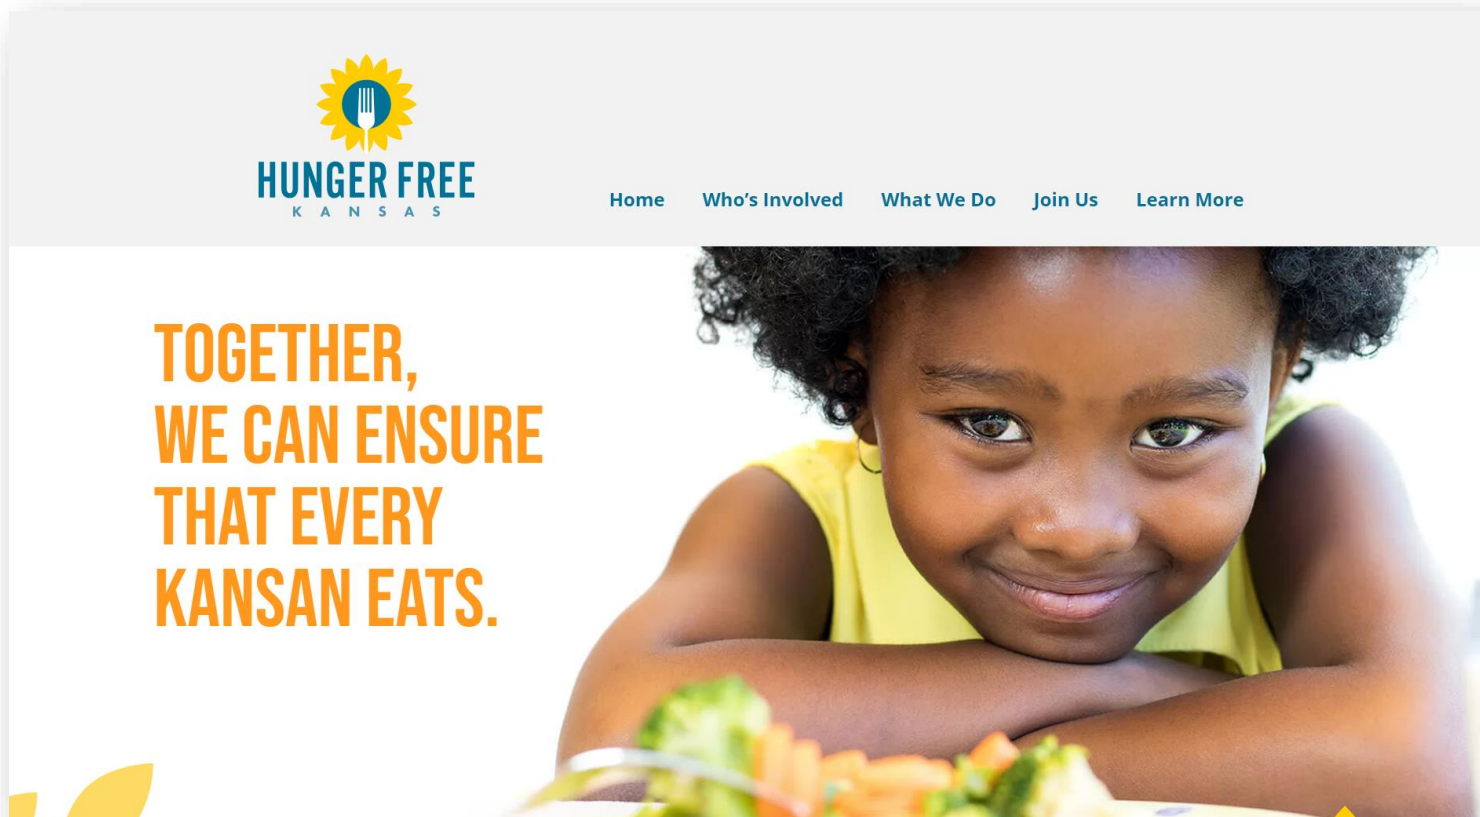 HUNGER FREE
KANSAS
Home Who's Involved What We Do Join Us Learn More
TOGETHER,
WE CAN ENSURE
THAT EVERY
KANSAN EATS.